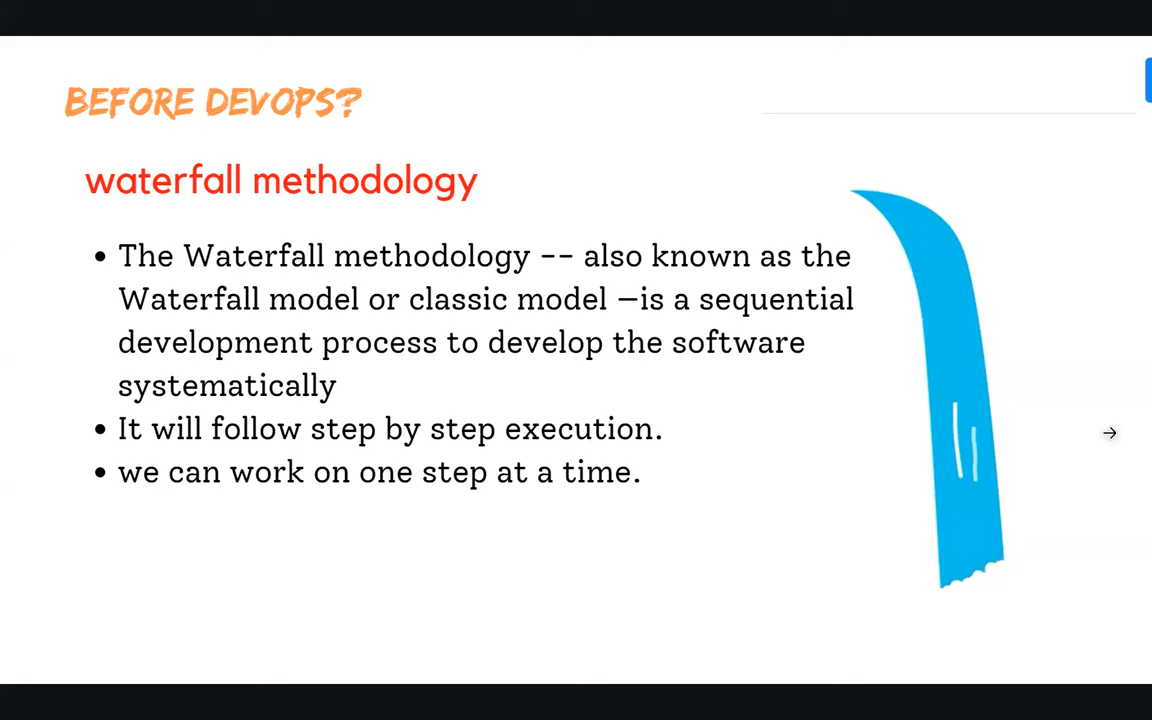 BEFORE DEVOPS?
waterfall methodology
• The Waterfall methodology -- also known as the
Waterfall model or classic model —is a sequential
development process to develop the software
systematically
• It will follow step by step execution.
• we can work on one step at a time.